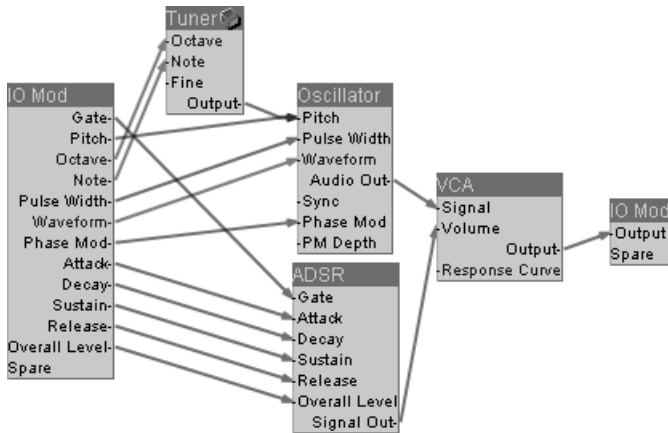 Tuner
Octave
Note
Fine
Output
IO Mod
Gate
Pitch
Octave
Note
Pulse Width
Waveform
Phase Mod
Attack
Decay
Sustain
Release
Overall Level
Spare
Oscillator
Pitch
Pulse Width
Waveform
Audio Out
Sync
Phase Mod
PM Depth
ADSR
Gate
Attack
Decay
Sustain
Release
Overall Level
Signal Out
VCA
Signal
Volume
Output
Response Curve
IO Mod
Output
Spare